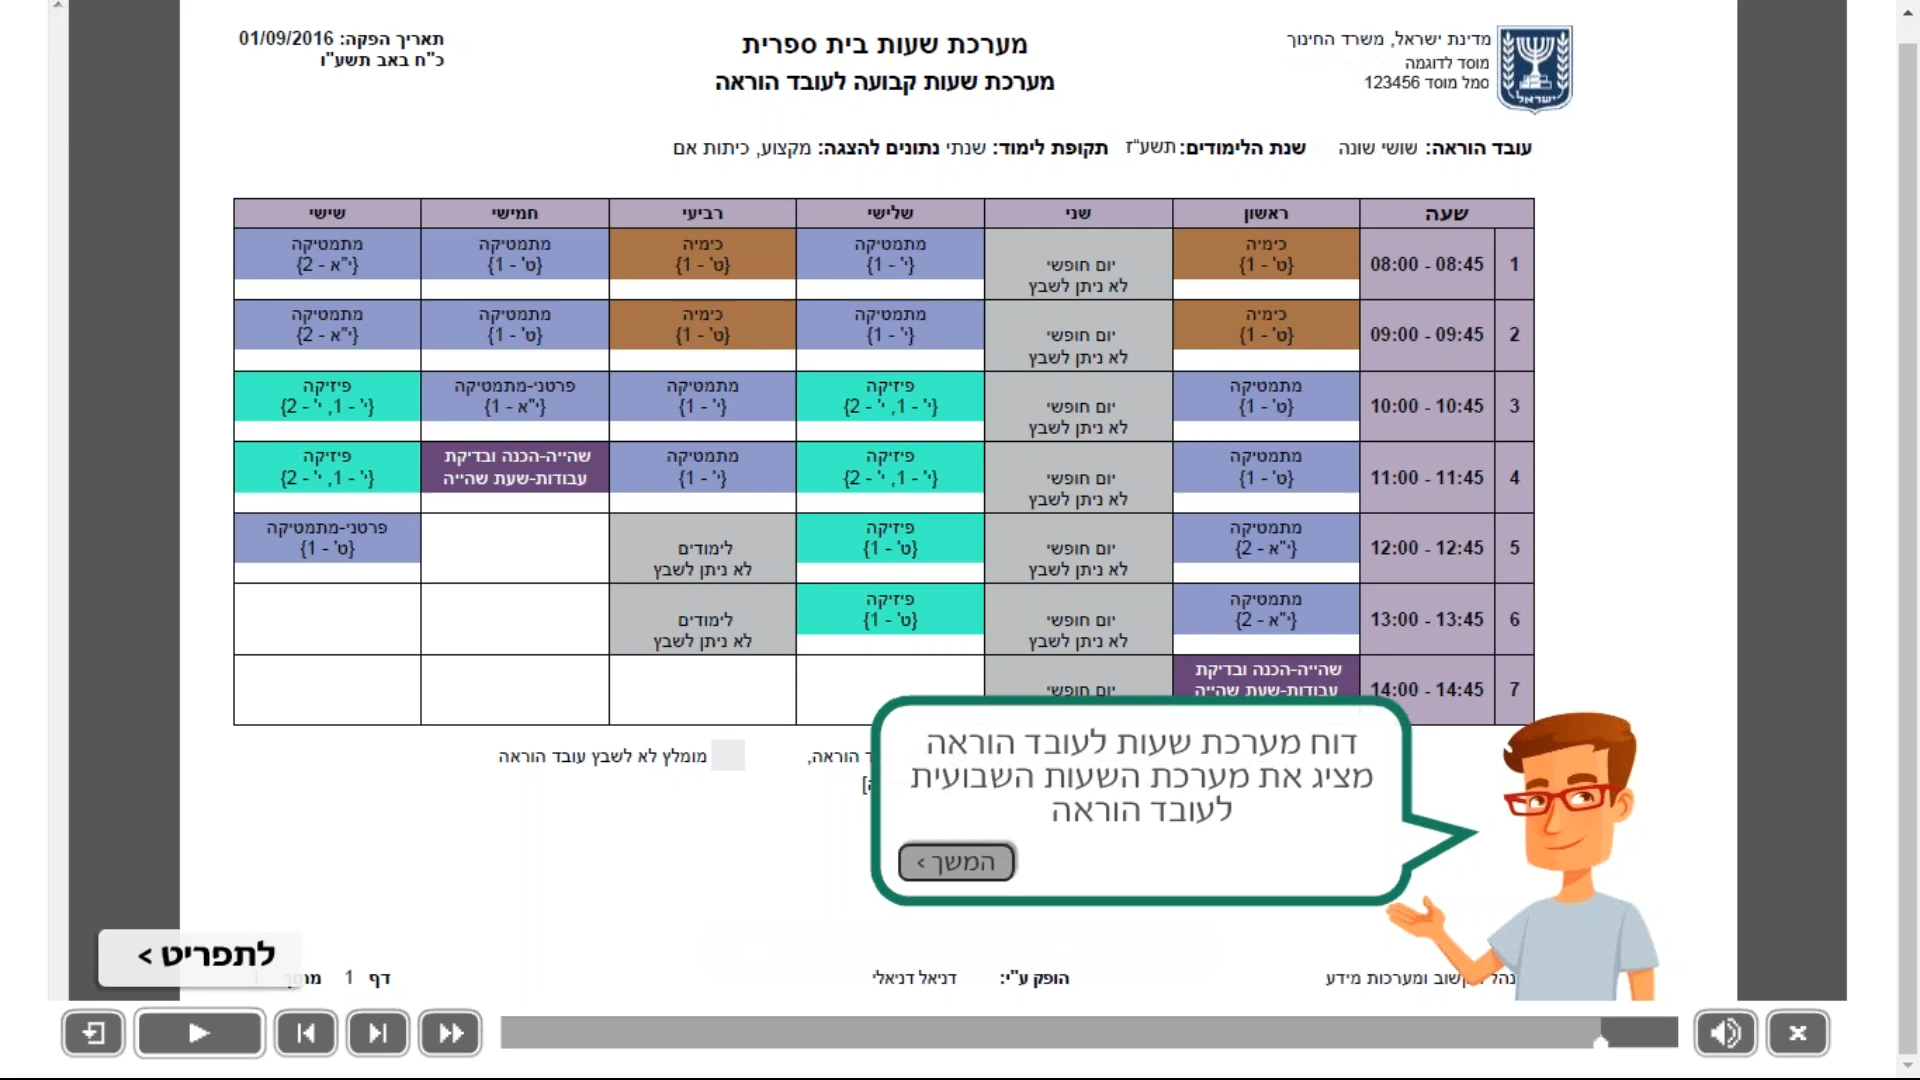 מדינת ישראל, משרד החינוך
מוסד לדוגמה
סמל מוסד 123456
ישראל
מערכת שעות בית ספרית
מערכת שעות קבועה לעובד הוראה
תאריך הפקה: 01/09/2016
כ"ח באב תשע"ו
עובד הוראה: שושי שונה שנת הלימודים: תשע"ז תקופת לימוד: שנתי נתונים להצגה: מקצוע, כיתות אם
שעה ראשון שני שלישי רביעי חמישי שישי
1 08:00 - 08:45 כימיה {ט' - 1} יום חופשי לא ניתן לשבץ מתמטיקה {י' - 1} כימיה {ט' - 1} מתמטיקה {ט' - 1} מתמטיקה {י"א - 2}
2 09:00 - 09:45 כימיה {ט' - 1} יום חופשי לא ניתן לשבץ מתמטיקה {י' - 1} כימיה {ט' - 1} מתמטיקה {ט' - 1} מתמטיקה {י"א - 2}
3 10:00 - 10:45 מתמטיקה {ט' - 1} יום חופשי לא ניתן לשבץ פיזיקה {י' - 1, י' - 2} מתמטיקה {י' - 1} פרטני-מתמטיקה {י"א - 1} פיזיקה {י' - 1, י' - 2}
4 11:00 - 11:45 מתמטיקה {ט' - 1} יום חופשי לא ניתן לשבץ פיזיקה {י' - 1, י' - 2} מתמטיקה {י' - 1} שהייה-הכנה ובדיקת עבודות-שעת שהייה פיזיקה {י' - 1, י' - 2}
5 12:00 - 12:45 מתמטיקה {י"א - 2} יום חופשי לא ניתן לשבץ פיזיקה {ט' - 1} לימודים לא ניתן לשבץ פרטני-מתמטיקה {ט' - 1}
6 13:00 - 13:45 מתמטיקה {י"א - 2} יום חופשי לא ניתן לשבץ פיזיקה {ט' - 1} לימודים לא ניתן לשבץ
7 14:00 - 14:45 שהייה-הכנה ובדיקת עבודות-שעת שהייה יום חופשי
הוראה, מומלץ לא לשבץ עובד הוראה
דוח מערכת שעות לעובד הוראה
מציג את מערכת השעות השבועית
לעובד הוראה
המשך >
לתפריט >
ומערכות מידע הופק ע"י: דניאל דניאלי דף 1